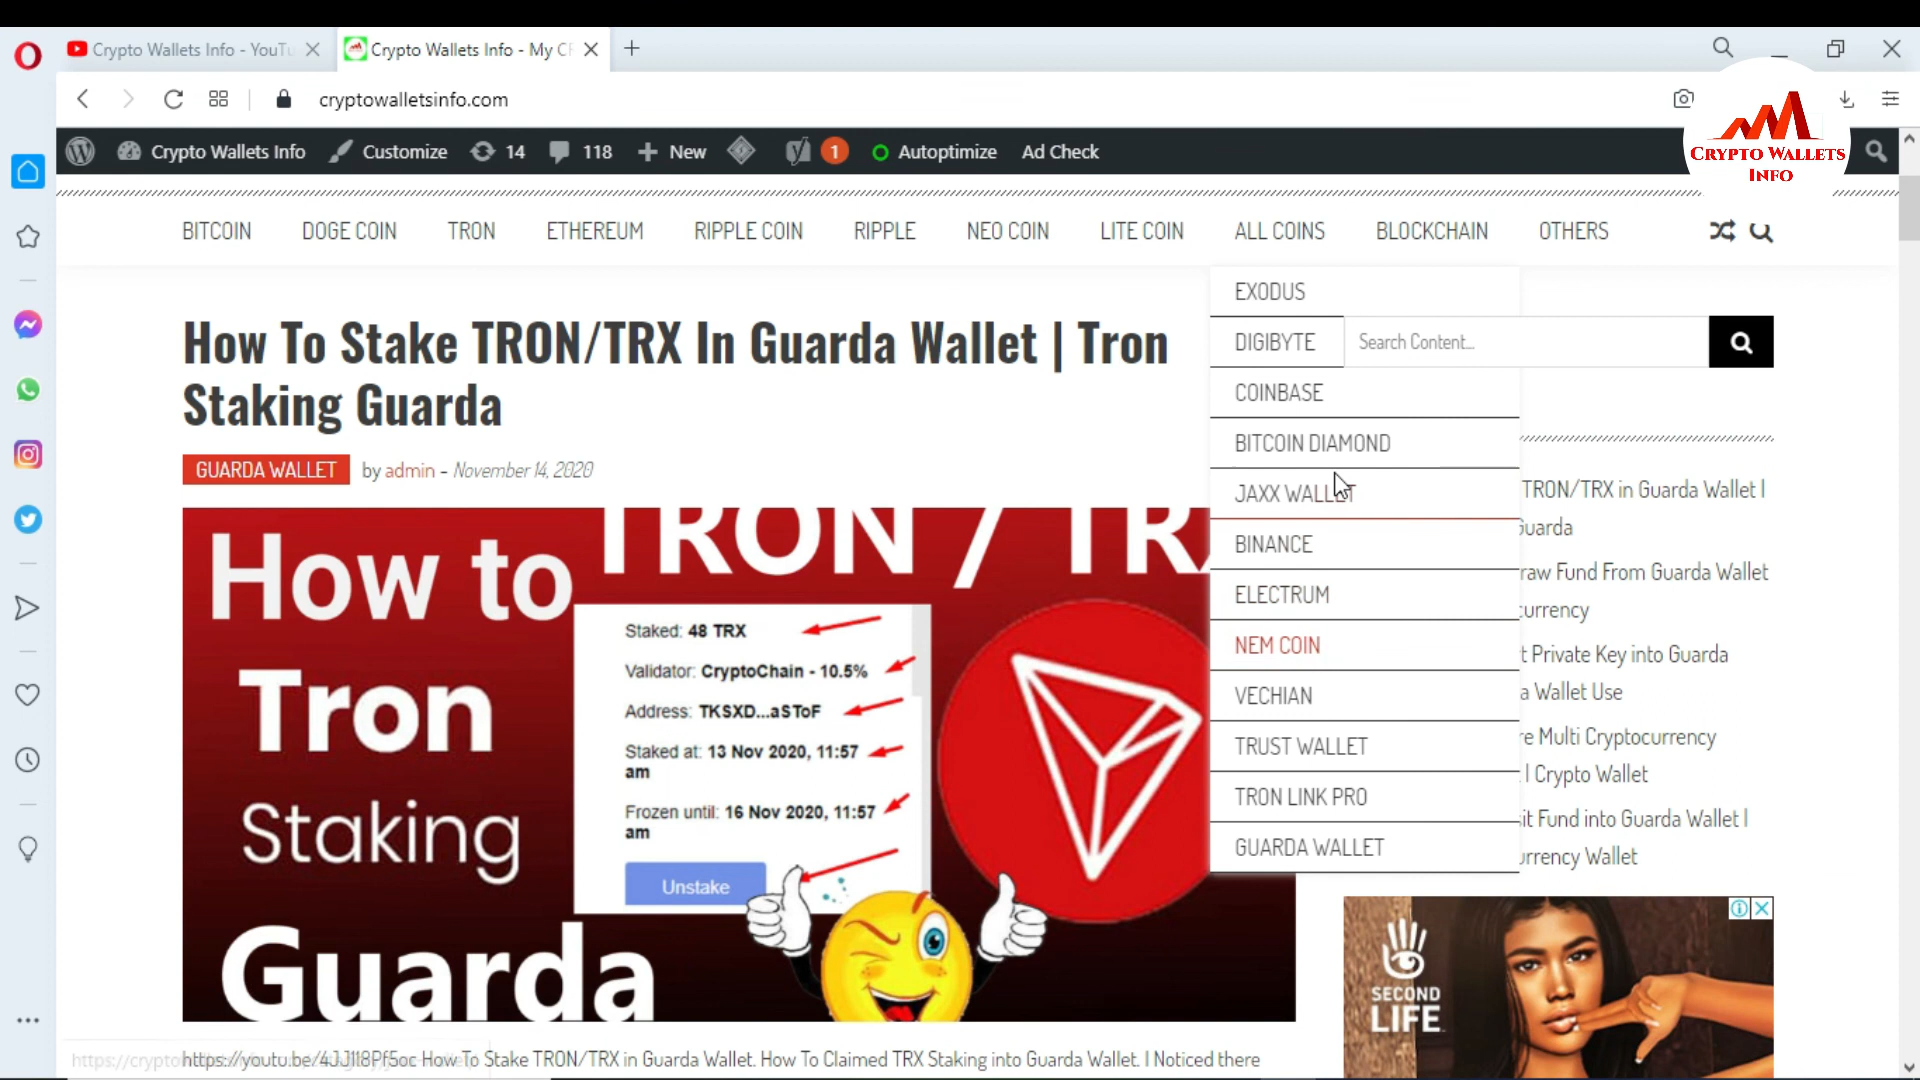 Crypto Wallets Info - YouTu
Crypto Wallets Info - My CR
cryptowalletsinfo.com
CRYPTO WALLETS
INFO
Crypto Wallets Info Customize 14 118 New 1 Autoptimize Ad Check
BITCOIN DOGE COIN TRON ETHEREUM RIPPLE COIN RIPPLE NEO COIN LITE COIN ALL COINS BLOCKCHAIN OTHERS
How To Stake TRON/TRX In Guarda Wallet | Tron
Staking Guarda
GUARDA WALLET by admin - November 14, 2020
How to
TRON / TR
Tron
Staking
Guarda
Staked: 48 TRX
Validator: CryptoChain - 10.5%
Address: TKSXD...aSToF
Staked at: 13 Nov 2020, 11:57
am
Frozen until: 16 Nov 2020, 11:57
am
Unstake
EXODUS
DIGIBYTE
COINBASE
BITCOIN DIAMOND
JAXX WALLET
BINANCE
ELECTRUM
NEM COIN
VECHIAN
TRUST WALLET
TRON LINK PRO
GUARDA WALLET
Search Content...
TRON/TRX in Guarda Wallet |
Guarda
raw Fund From Guarda Wallet
currency
t Private Key into Guarda
a Wallet Use
re Multi Cryptocurrency
| Crypto Wallet
it Fund into Guarda Wallet |
urrency Wallet
SECOND
LIFE
https://youtu.be/4JJ118Pf5oc How To Stake TRON/TRX in Guarda Wallet. How To Claimed TRX Staking into Guarda Wallet. I Noticed there